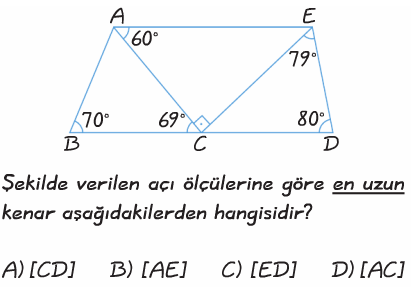 A E
60°
79°
70° 69° 80°
B C D
Şekilde verilen açı ölçülerine göre en uzun
kenar aşağıdakilerden hangisidir?
A) [CD] B) [AE] C) [ED] D) [AC]